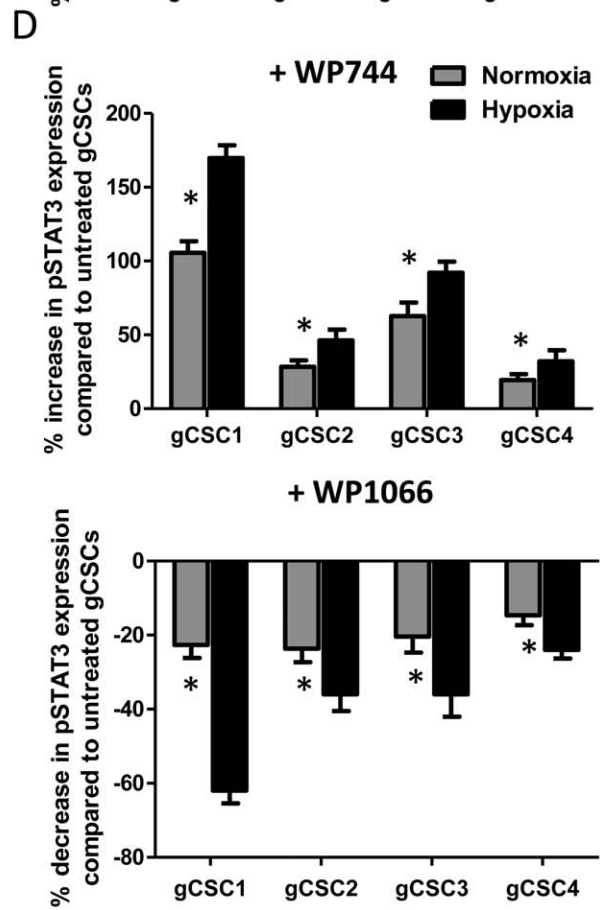 D
+ WP744
Normoxia
Hypoxia
% increase in pSTAT3 expression
compared to untreated gCSCs
200
150
100
50
0
*
*
*
*
gCSC1 gCSC2 gCSC3 gCSC4
+ WP1066
% decrease in pSTAT3 expression
compared to untreated gCSCs
0
-20
-40
-60
-80
*
*
*
*
gCSC1 gCSC2 gCSC3 gCSC4